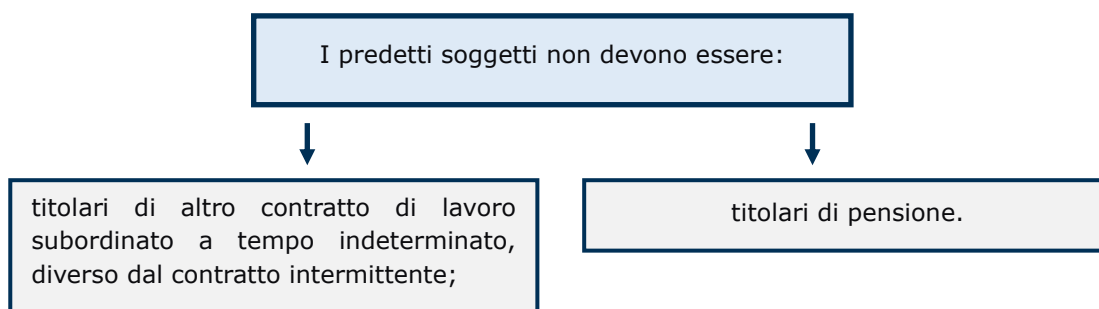 I predetti soggetti non devono essere:
titolari di altro contratto di lavoro
subordinato a tempo indeterminato,
diverso dal contratto intermittente;
titolari di pensione.